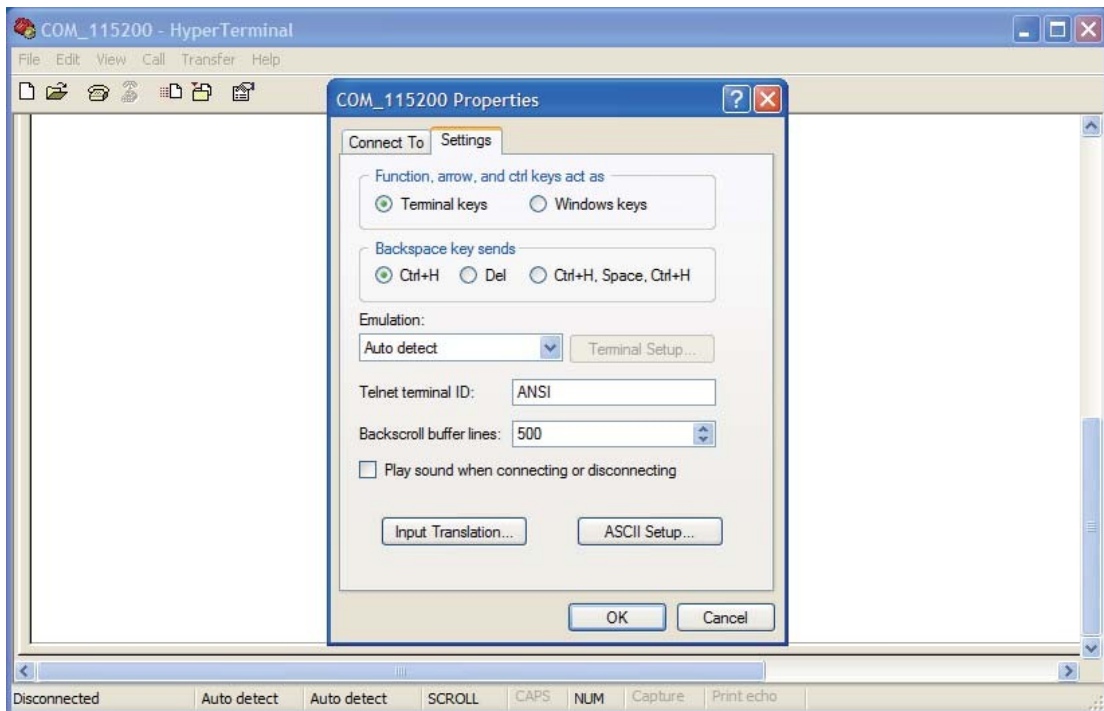 COM_115200 - HyperTerminal
File Edit View Call Transfer Help
COM_115200 Properties
Connect To Settings
Function, arrow, and ctrl keys act as
Terminal keys Windows keys
Backspace key sends
Ctrl+H Del Ctrl+H, Space, Ctrl+H
Emulation:
Auto detect Terminal Setup...
Telnet terminal ID: ANSI
Backscroll buffer lines: 500
Play sound when connecting or disconnecting
Input Translation... ASCII Setup...
OK Cancel
Disconnected Auto detect Auto detect SCROLL CAPS NUM Capture Print echo